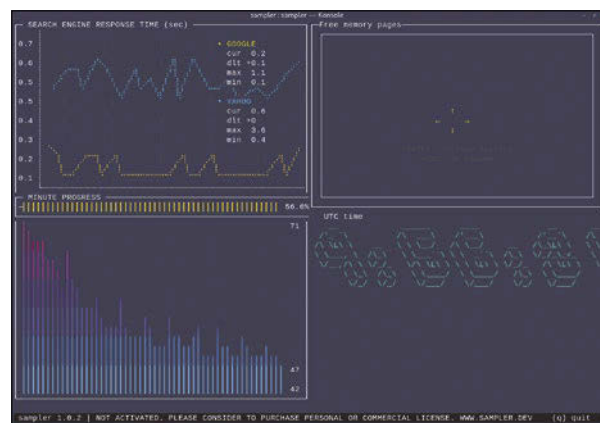 sampler : sampler — Konsole
SEARCH ENGINE RESPONSE TIME (sec)
0.7
0.6
0.5
0.4
0.3
0.2
0.1
• GOOGLE
cur 0.2
dlt +0.1
max 1.1
min 0.1
• YAHOO
cur 0.6
dlt +0
max 3.6
min 0.4
Free memory pages
MINUTE PROGRESS
56.6%
71
47
42
UTC time
sampler 1.0.2 | NOT ACTIVATED. PLEASE CONSIDER TO PURCHASE PERSONAL OR COMMERCIAL LICENSE. WWW.SAMPLER.DEV (q) quit